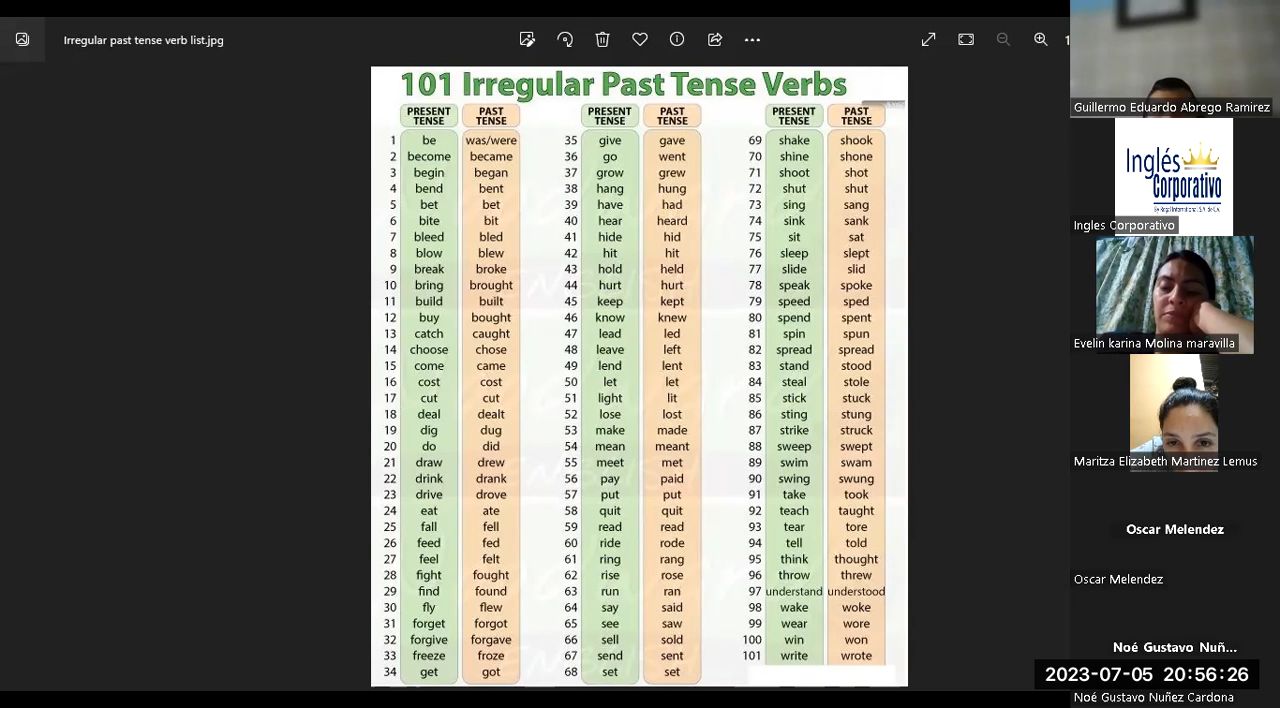 Irregular past tense verb list.jpg
1
101 Irregular Past Tense Verbs
PRESENT TENSE PAST TENSE PRESENT TENSE PAST TENSE PRESENT TENSE PAST TENSE
1 be was/were 35 give gave 69 shake shook
2 become became 36 go went 70 shine shone
3 begin began 37 grow grew 71 shoot shot
4 bend bent 38 hang hung 72 shut shut
5 bet bet 39 have had 73 sing sang
6 bite bit 40 hear heard 74 sink sank
7 bleed bled 41 hide hid 75 sit sat
8 blow blew 42 hit hit 76 sleep slept
9 break broke 43 hold held 77 slide slid
10 bring brought 44 hurt hurt 78 speak spoke
11 build built 45 keep kept 79 speed sped
12 buy bought 46 know knew 80 spend spent
13 catch caught 47 lead led 81 spin spun
14 choose chose 48 leave left 82 spread spread
15 come came 49 lend lent 83 stand stood
16 cost cost 50 let let 84 steal stole
17 cut cut 51 light lit 85 stick stuck
18 deal dealt 52 lose lost 86 sting stung
19 dig dug 53 make made 87 strike struck
20 do did 54 mean meant 88 sweep swept
21 draw drew 55 meet met 89 swim swam
22 drink drank 56 pay paid 90 swing swung
23 drive drove 57 put put 91 take took
24 eat ate 58 quit quit 92 teach taught
25 fall fell 59 read read 93 tear tore
26 feed fed 60 ride rode 94 tell told
27 feel felt 61 ring rang 95 think thought
28 fight fought 62 rise rose 96 throw threw
29 find found 63 run ran 97 understand understood
30 fly flew 64 say said 98 wake woke
31 forget forgot 65 see saw 99 wear wore
32 forgive forgave 66 sell sold 100 win won
33 freeze froze 67 send sent 101 write wrote
34 get got 68 set set
Guillermo Eduardo Abrego Ramirez
Inglés
Corporativo
Ingles Corporativo
Evelin karina Molina maravilla
Maritza Elizabeth Martinez Lemus
Oscar Melendez
Oscar Melendez
Noé Gustavo Nuñ...
2023-07-05 20:56:26
Noé Gustavo Nuñez Cardona